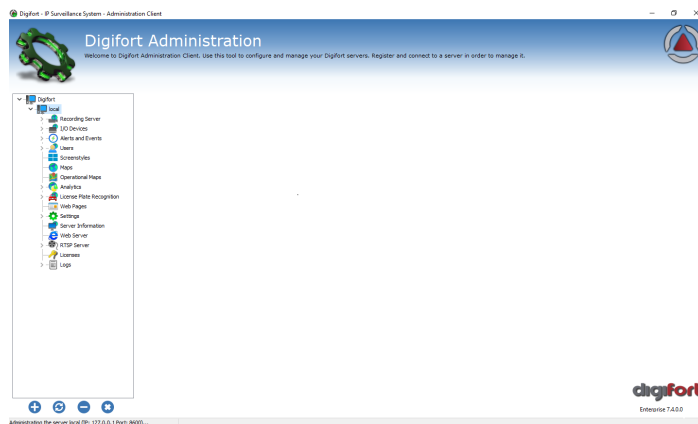 Digifort - IP Surveillance System - Administration Client
Digifort Administration
Welcome to Digifort Administration Client. Use this tool to configure and manage your Digifort servers. Register and connect to a server in order to manage it.
Digifort
local
Recording Server
I/O Devices
Alerts and Events
Users
Screenstyles
Maps
Operational Maps
Analytics
License Plate Recognition
Web Pages
Settings
Server Information
Web Server
RTSP Server
Licenses
Logs
digifort
Enterprise 7.4.0.0
Administrating the server local (IP: 127.0.0.1 Port: 8600)...